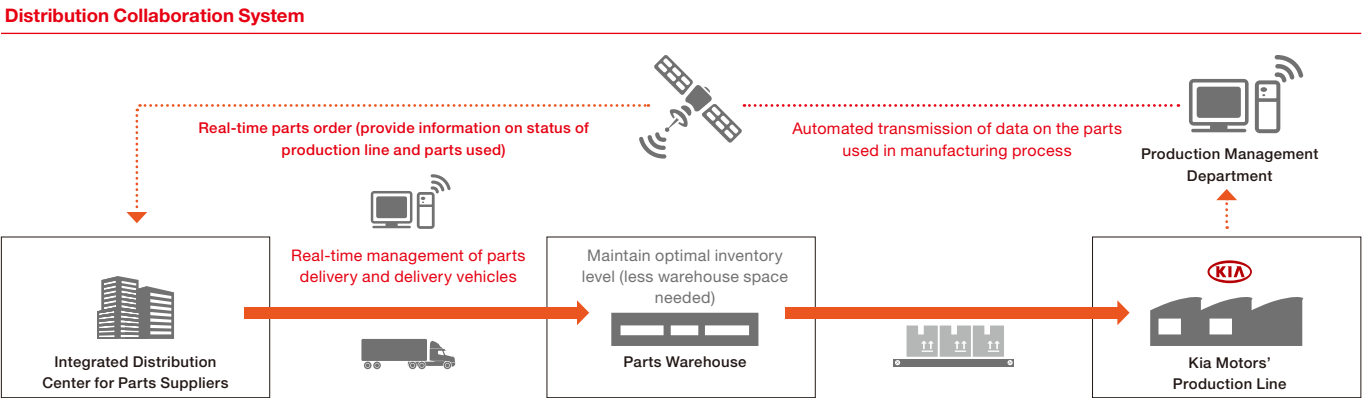 Distribution Collaboration System
Real-time parts order (provide information on status of
production line and parts used)
Automated transmission of data on the parts
used in manufacturing process
Production Management
Department
Real-time management of parts
delivery and delivery vehicles
Maintain optimal inventory
level (less warehouse space
needed)
KIA
Integrated Distribution
Center for Parts Suppliers
Parts Warehouse
Kia Motors’
Production Line